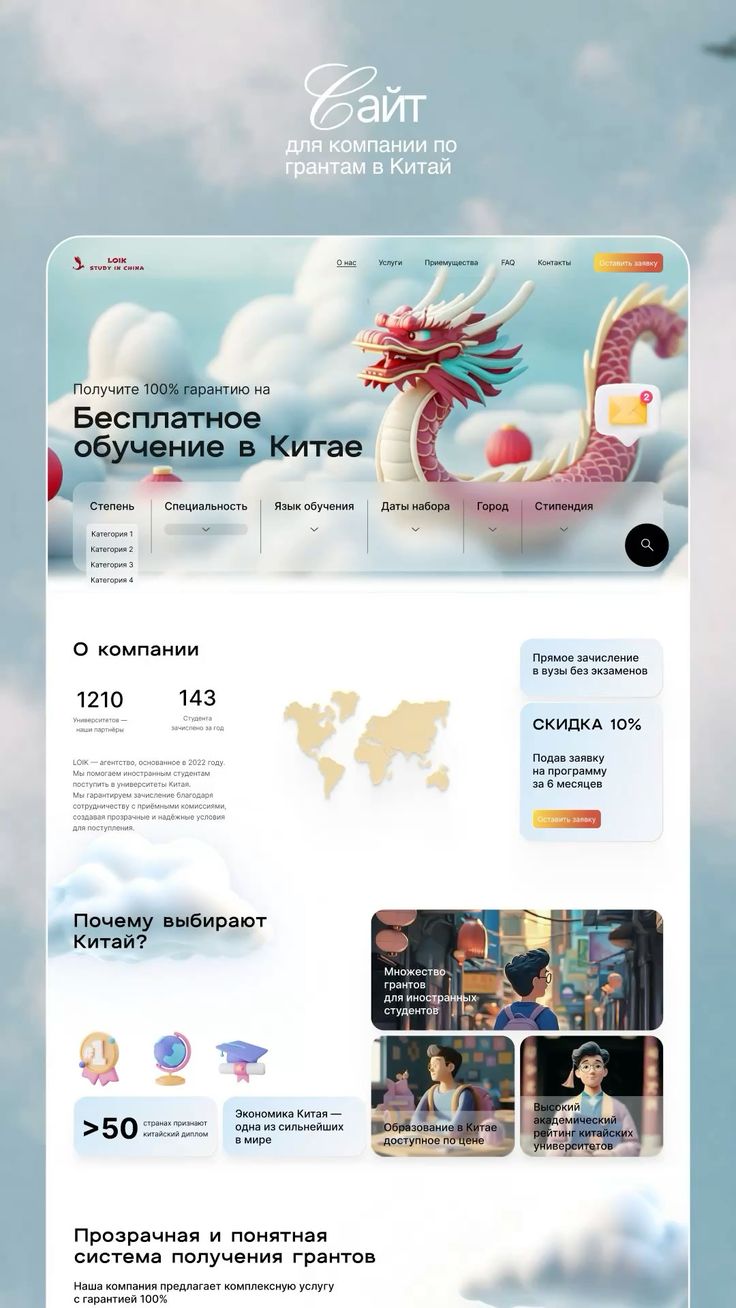 Сайт
для компании по
грантам в Китай
LOIK
STUDY IN CHINA
О нас
Услуги
Приемущества
FAQ
Контакты
Оставить заявку
Получите 100% гарантию на
Бесплатное
обучение в Китае
2
Степень
Специальность
Язык обучения
Даты набора
Город
Стипендия
Категория 1
Категория 2
Категория 3
Категория 4
О компании
1210
Университетов —
наши партнёры
143
Студента
зачислено за год
LOIK — агентство, основанное в 2022 году.
Мы помогаем иностранным студентам
поступить в университеты Китая.
Мы гарантируем зачисление благодаря
сотрудничеству с приёмными комиссиями,
создавая прозрачные и надёжные условия
для поступления.
Прямое зачисление
в вузы без экзаменов
СКИДКА 10%
Подав заявку
на программу
за 6 месяцев
Оставить заявку
Почему выбирают
Китай?
Множество
грантов
для иностранных
студентов
#1
>50
странах признают
китайский диплом
Экономика Китая —
одна из сильнейших
в мире
Образование в Китае
доступное по цене
Высокий
академический
рейтинг китайских
университетов
Прозрачная и понятная
система получения грантов
Наша компания предлагает комплексную услугу
с гарантией 100%